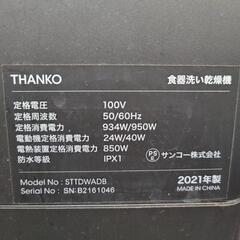 THANKO 食器洗い乾燥機
定格電圧 100V
定格周波数 50/60Hz
定格消費電力 934W/950W
電動機定格消費電力 24W/40W
電熱装置定格消費電力 850W
防水等級 IPX1
PS E サンコー株式会社
Model No : STTDWADB 2021年製
Serial No : SN:B2161046 MADE IN CHINA